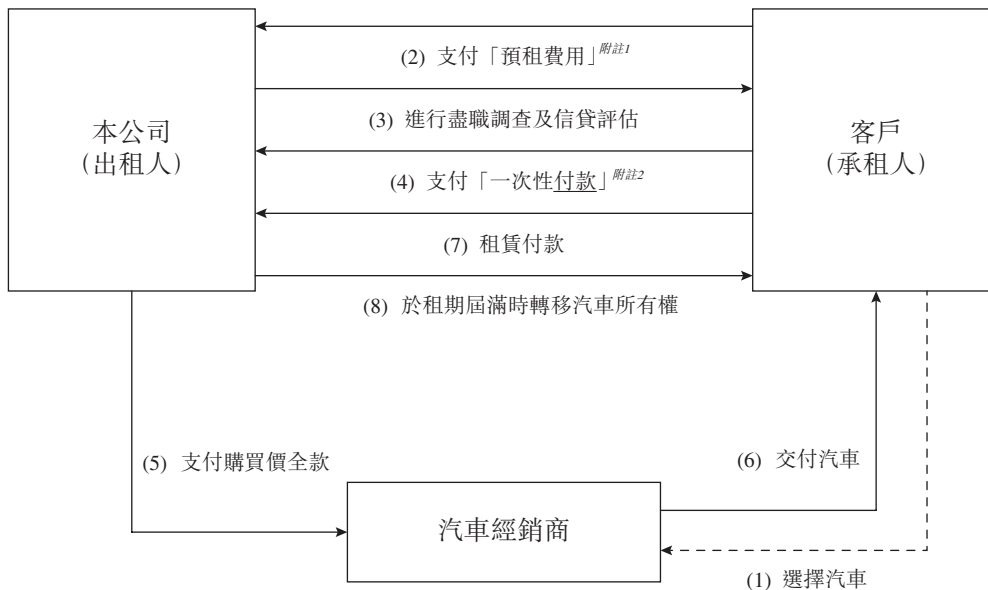 (2) 支付「預租費用」附註1
(3) 進行盡職調查及信貸評估
本公司
(出租人)
客戶
(承租人)
(4) 支付「一次性付款」附註2
(7) 租賃付款
(8) 於租期屆滿時轉移汽車所有權
(5) 支付購買價全款
(6) 交付汽車
汽車經銷商
(1) 選擇汽車